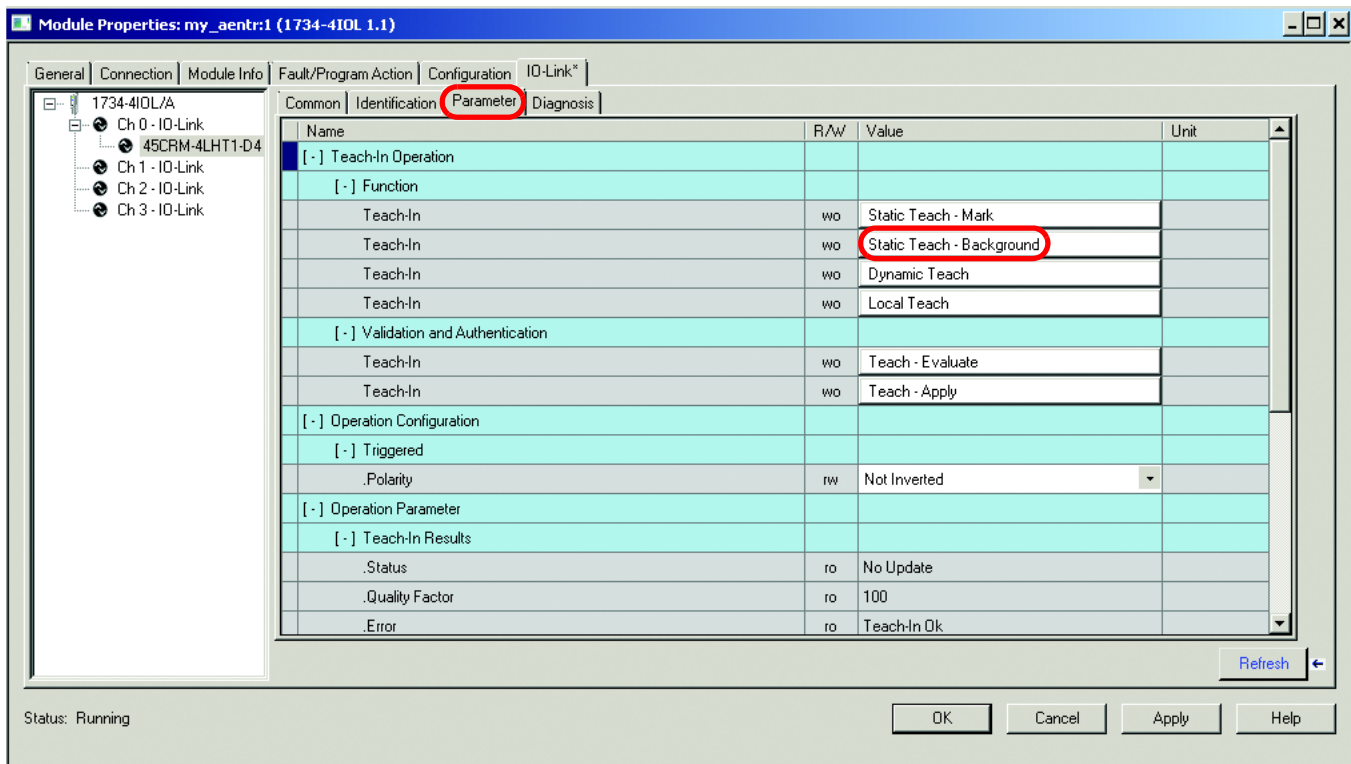 Module Properties: my_aentr:1 (1734-4IOL 1.1)
General Connection Module Info Fault/Program Action Configuration IO-Link*
1734-4IOL/A
Ch 0 - IO-Link
45CRM-4LHT1-D4
Ch 1 - IO-Link
Ch 2 - IO-Link
Ch 3 - IO-Link
Common Identification Parameter Diagnosis
Name R/W Value Unit
[-] Teach-In Operation
[-] Function
Teach-In wo Static Teach - Mark
Teach-In wo Static Teach - Background
Teach-In wo Dynamic Teach
Teach-In wo Local Teach
[-] Validation and Authentication
Teach-In wo Teach - Evaluate
Teach-In wo Teach - Apply
[-] Operation Configuration
[-] Triggered
.Polarity rw Not Inverted
[-] Operation Parameter
[-] Teach-In Results
.Status ro No Update
.Quality Factor ro 100
.Error ro Teach-In Ok
Refresh
Status: Running OK Cancel Apply Help